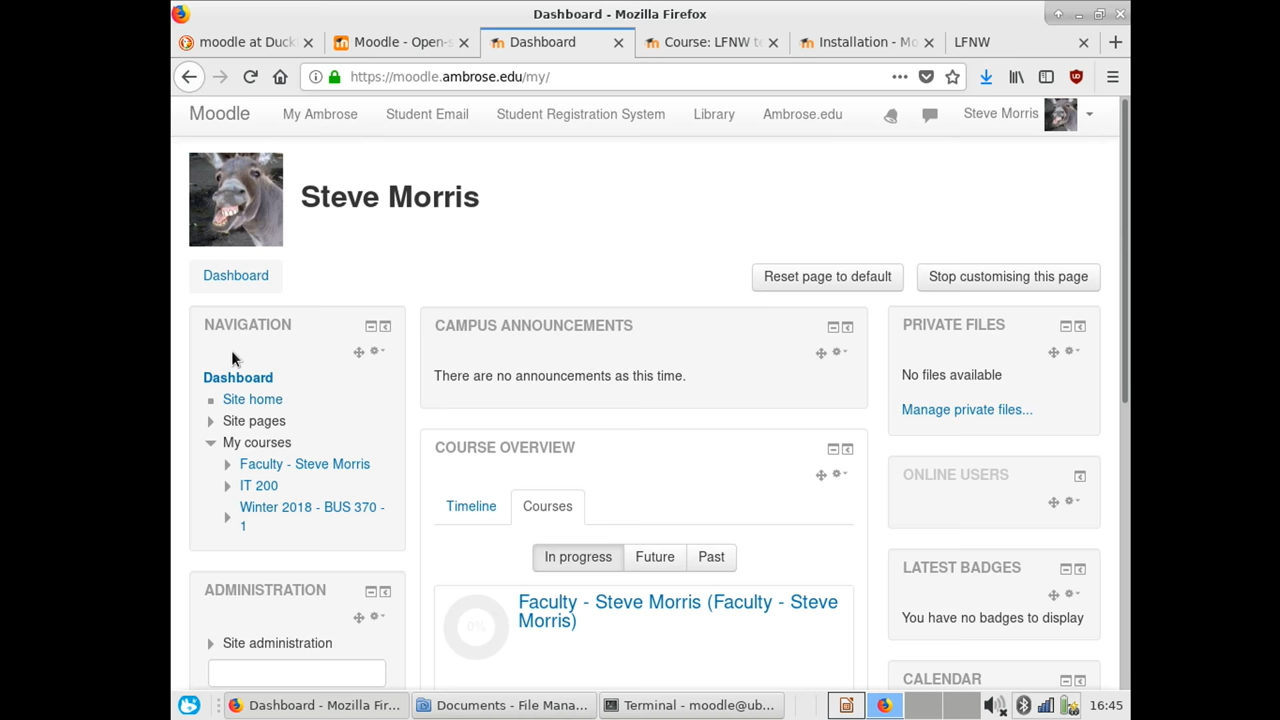 Dashboard - Mozilla Firefox
moodle at Duck
Moodle - Open-s
Dashboard
Course: LFNW te
Installation - Mo
LFNW
https://moodle.ambrose.edu/my/
Moodle
My Ambrose
Student Email
Student Registration System
Library
Ambrose.edu
Steve Morris
Steve Morris
Dashboard
Reset page to default
Stop customising this page
NAVIGATION
Dashboard
Site home
Site pages
My courses
Faculty - Steve Morris
IT 200
Winter 2018 - BUS 370 -
1
ADMINISTRATION
Site administration
CAMPUS ANNOUNCEMENTS
There are no announcements as this time.
COURSE OVERVIEW
Timeline
Courses
In progress
Future
Past
0%
Faculty - Steve Morris (Faculty - Steve
Morris)
PRIVATE FILES
No files available
Manage private files...
ONLINE USERS
LATEST BADGES
You have no badges to display
CALENDAR
Dashboard - Mozilla Fir...
Documents - File Mana...
Terminal - moodle@ub...
16:45